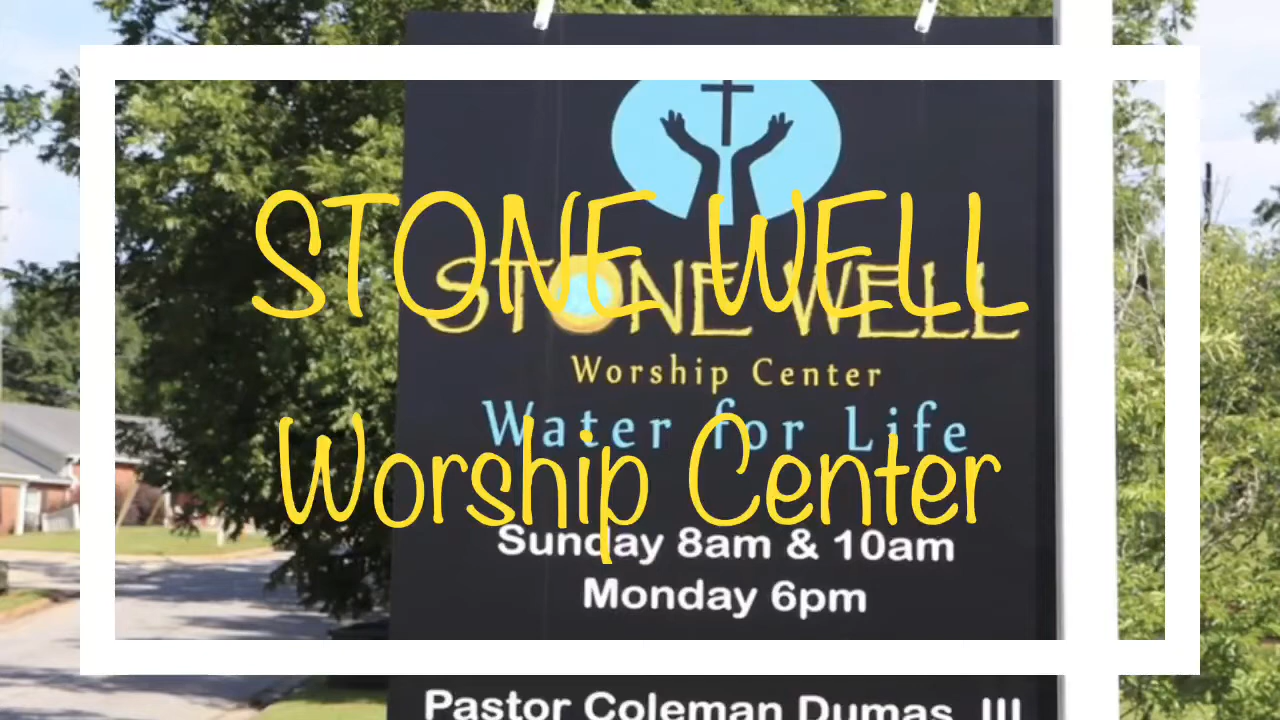 STONE WELL
STONE WELL
Worship Center
Water for Life
Worship Center
Sunday 8am & 10am
Monday 6pm
Pastor Coleman Dumas, III